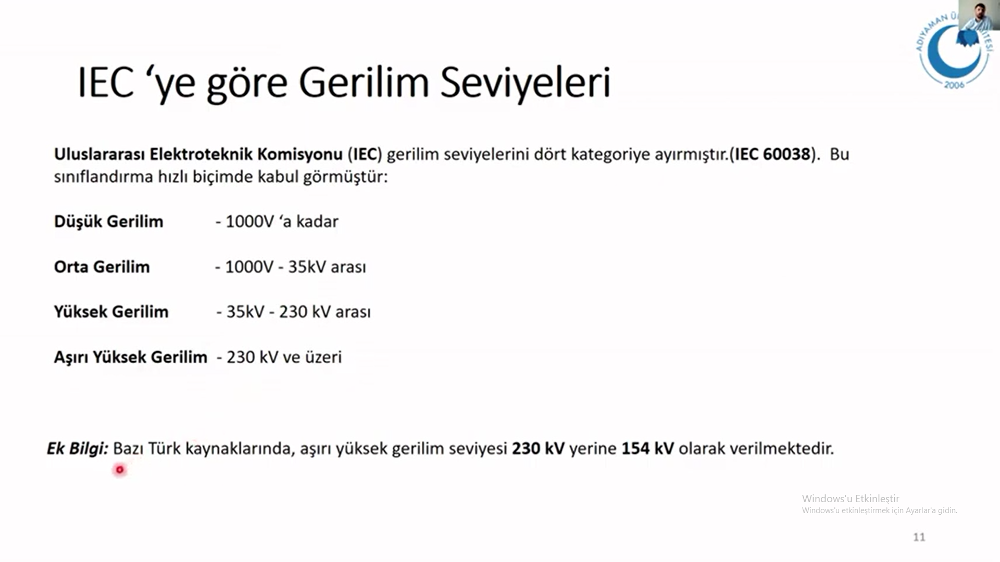 ADIYAMAN
2006
IEC ‘ye göre Gerilim Seviyeleri
Uluslararası Elektroteknik Komisyonu (IEC) gerilim seviyelerini dört kategoriye ayırmıştır.(IEC 60038). Bu
sınıflandırma hızlı biçimde kabul görmüştür:
Düşük Gerilim - 1000V ‘a kadar
Orta Gerilim - 1000V - 35kV arası
Yüksek Gerilim - 35kV - 230 kV arası
Aşırı Yüksek Gerilim - 230 kV ve üzeri
Ek Bilgi: Bazı Türk kaynaklarında, aşırı yüksek gerilim seviyesi 230 kV yerine 154 kV olarak verilmektedir.
Windows'u Etkinleştir
Windows'u etkinleştirmek için Ayarlar'a gidin.
11